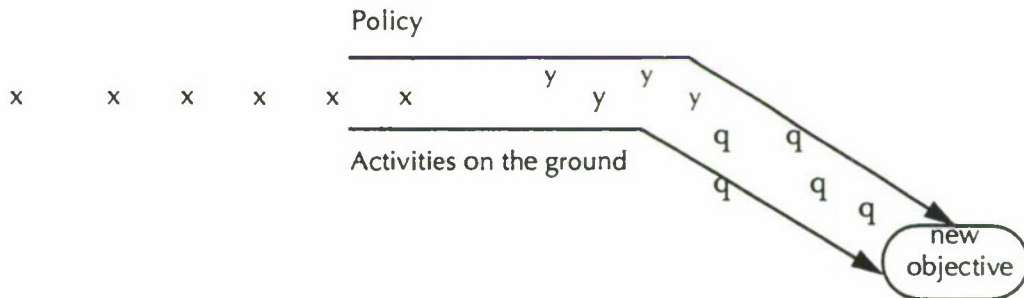 Policy
y y
x x x x x x y y
q q
Activities on the ground
q q
q
new
objective